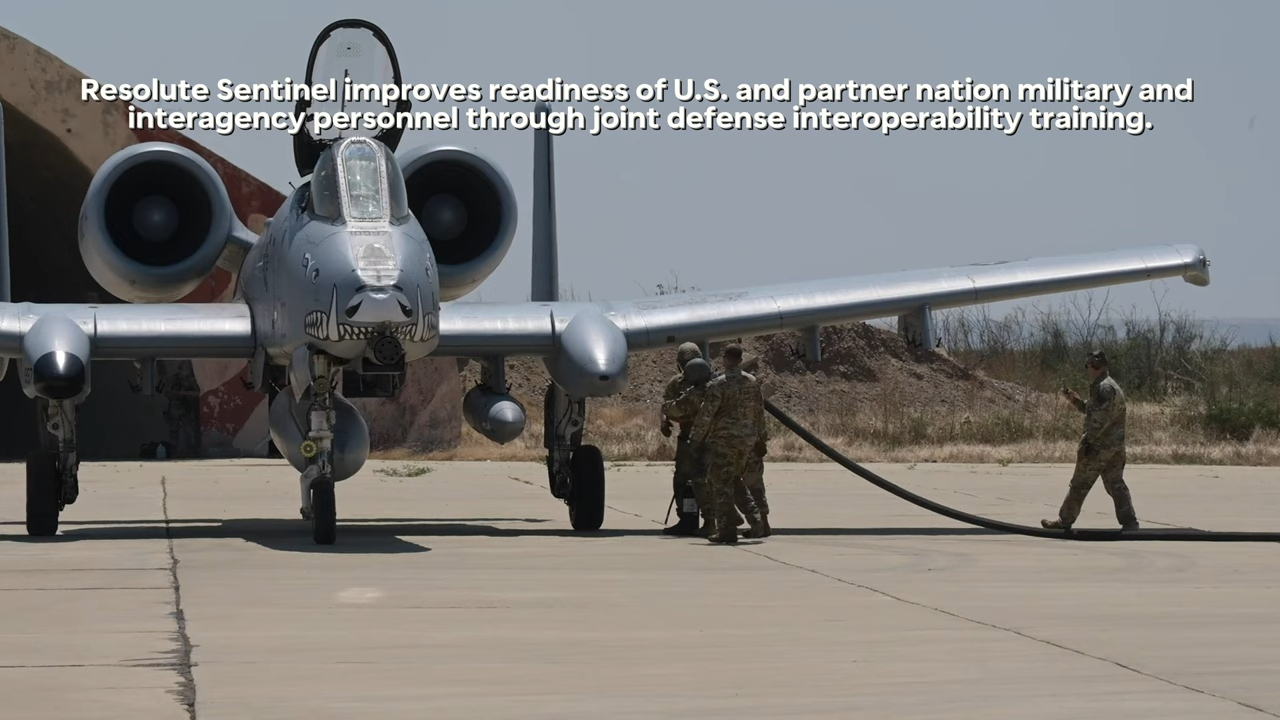 Resolute Sentinel improves readiness of U.S. and partner nation military and
interagency personnel through joint defense interoperability training.